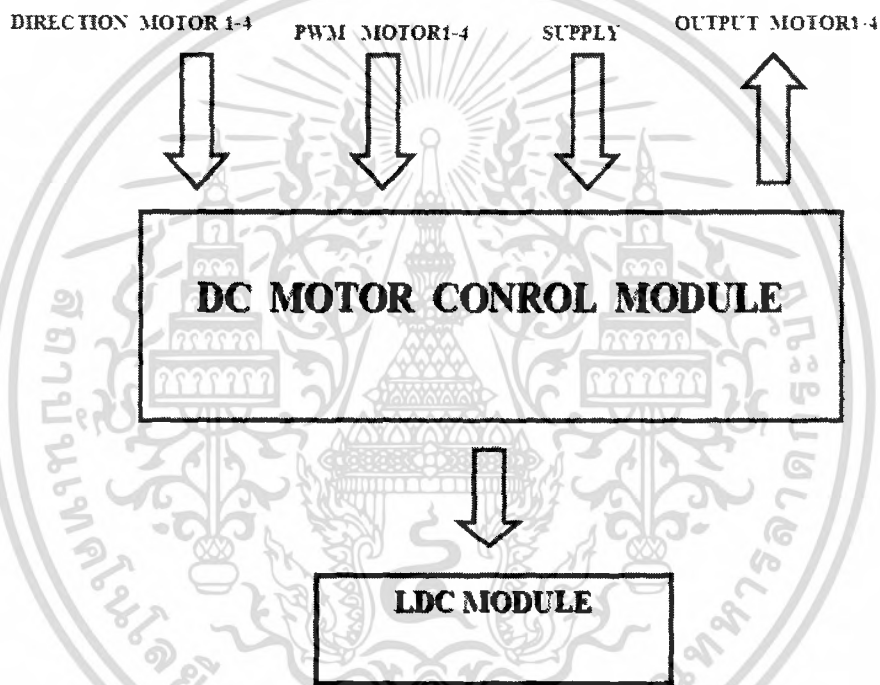 DIRECTION MOTOR 1-4
PWM MOTOR1-4
SUPPLY
OUTPUT MOTOR1-4
DC MOTOR CONROL MODULE
LDC MODULE